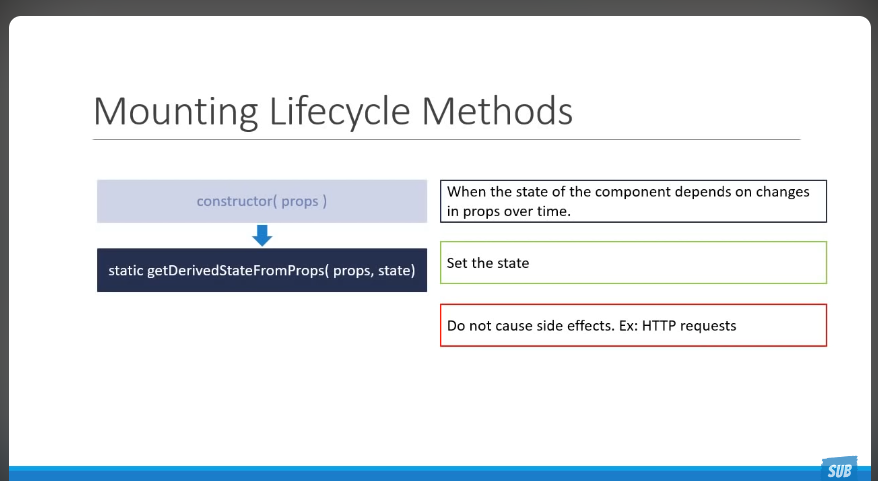 Mounting Lifecycle Methods
constructor( props )
static getDerivedStateFromProps( props, state)
When the state of the component depends on changes
in props over time.
Set the state
Do not cause side effects. Ex: HTTP requests
SUB